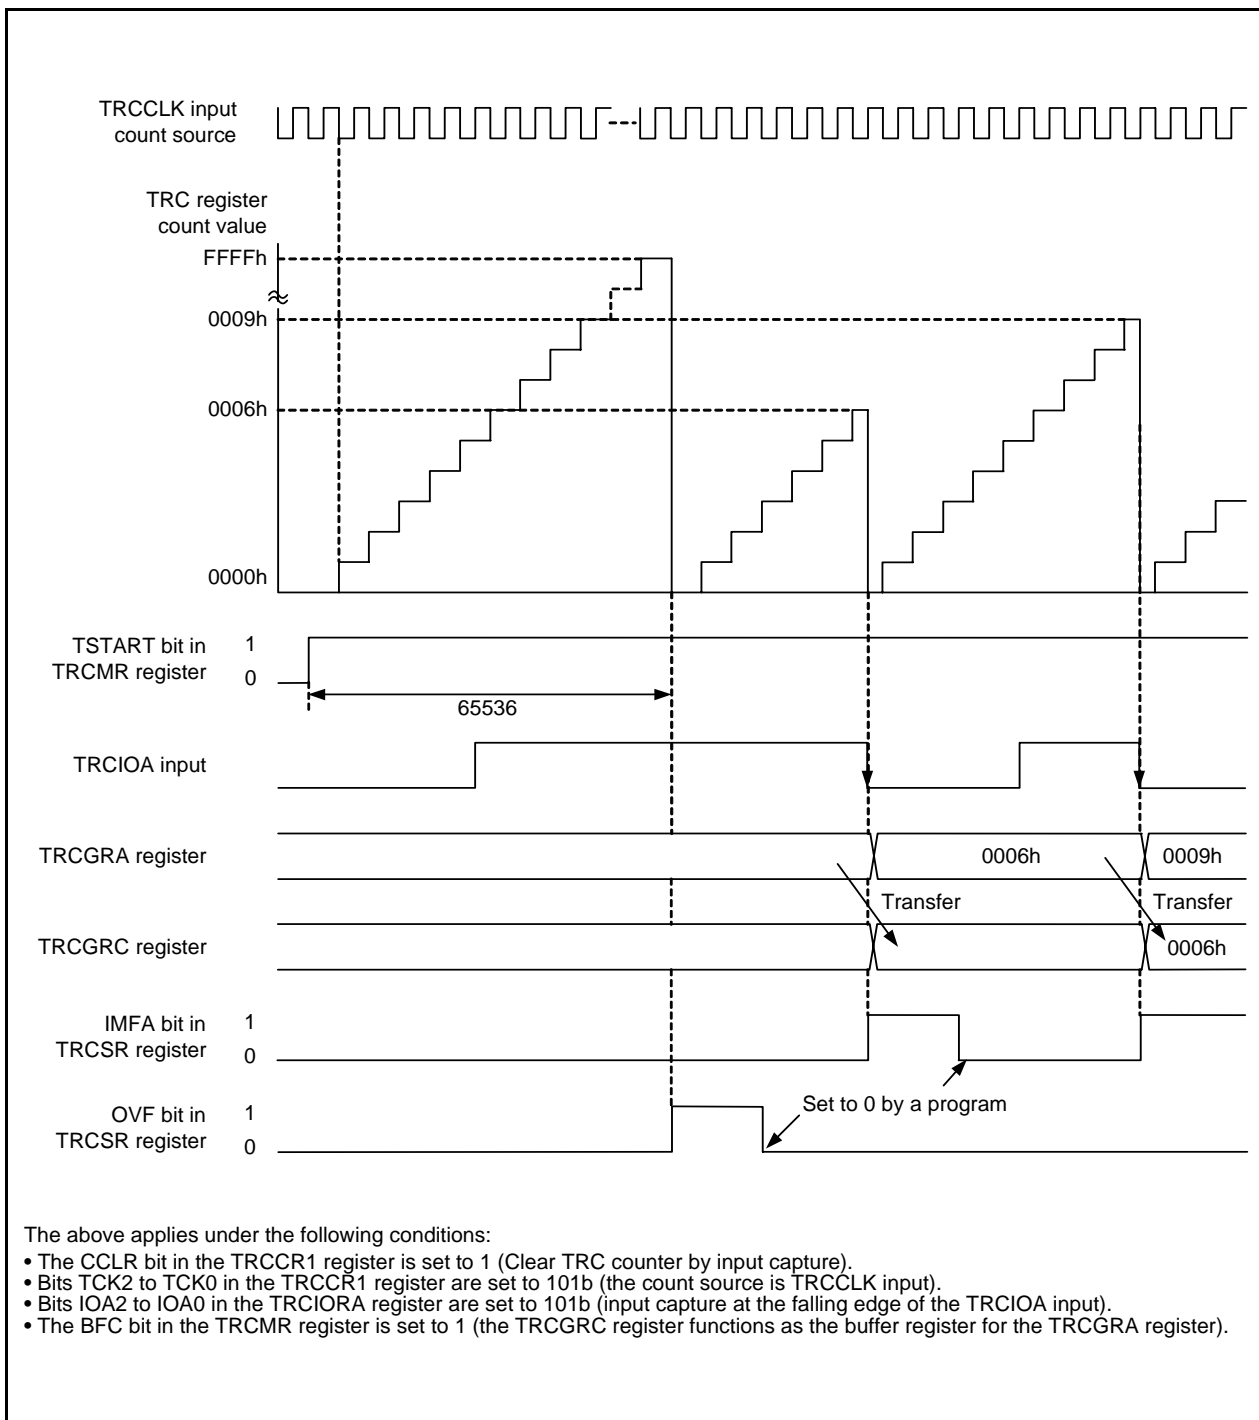 TRCCLK input
count source
TRC register
count value
FFFFh
0009h
0006h
0000h
TSTART bit in
TRCMR register
1
0
65536
TRCIOA input
TRCGRA register
0006h
0009h
Transfer
Transfer
TRCGRC register
0006h
IMFA bit in
TRCSR register
1
0
Set to 0 by a program
OVF bit in
TRCSR register
1
0
The above applies under the following conditions:
• The CCLR bit in the TRCCR1 register is set to 1 (Clear TRC counter by input capture).
• Bits TCK2 to TCK0 in the TRCCR1 register are set to 101b (the count source is TRCCLK input).
• Bits IOA2 to IOA0 in the TRCIORA register are set to 101b (input capture at the falling edge of the TRCIOA input).
• The BFC bit in the TRCMR register is set to 1 (the TRCGRC register functions as the buffer register for the TRCGRA register).